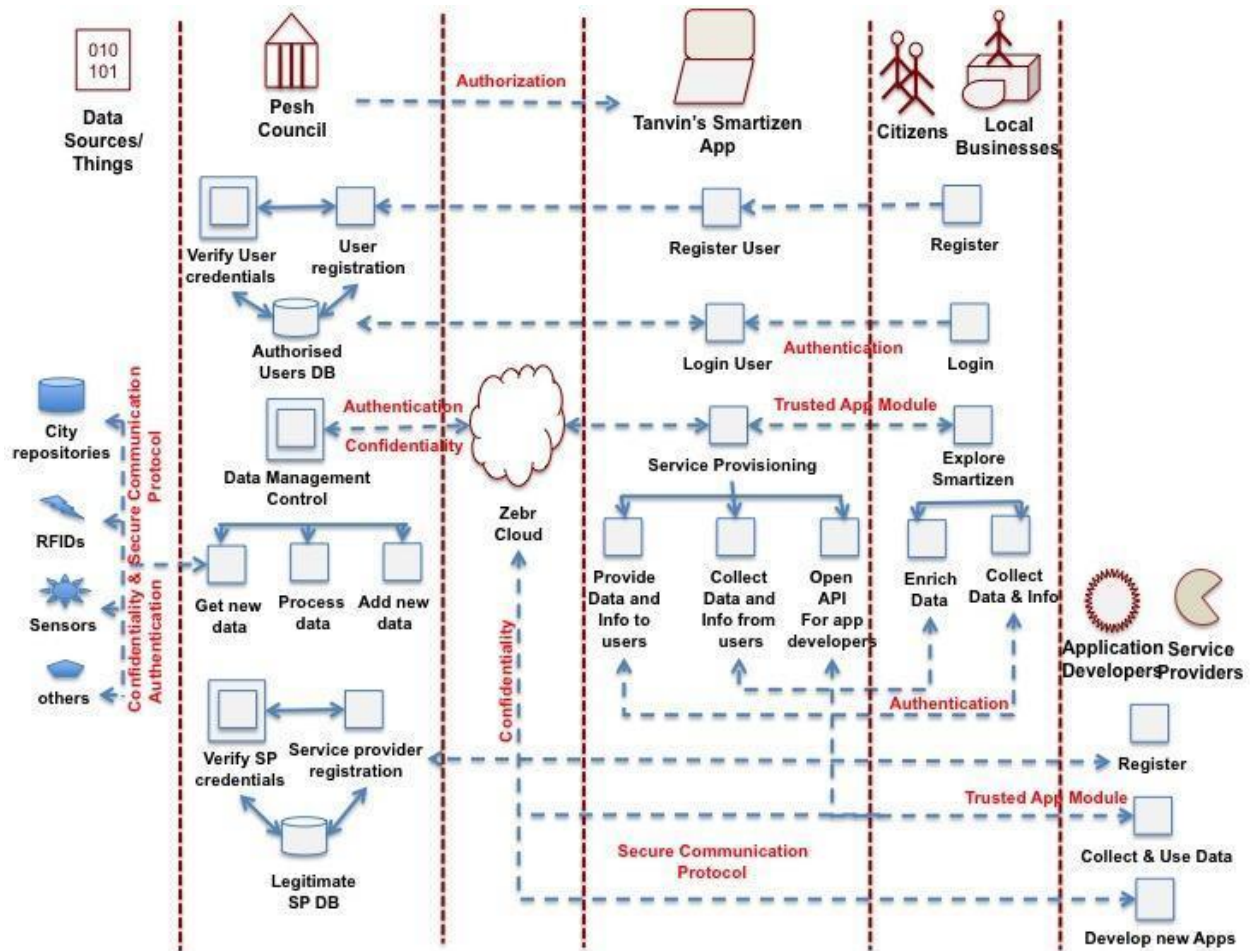 010
101
Data
Sources/
Things
Pesh
Council
Authorization
Tanvin's Smartizen
App
Citizens
Local
Businesses
Verify User
credentials
User
registration
Register User
Register
Authorised
Users DB
Login User
Authentication
Login
City
repositories
RFIDs
Sensors
others
Confidentiality & Secure Communication
Protocol
Authentication
Data Management
Control
Authentication
Confidentiality
Zebr
Cloud
Service Provisioning
Trusted App Module
Explore
Smartizen
Get new
data
Process
data
Add new
data
Provide
Data and
Info to
users
Collect
Data and
Info from
users
Open
API
For app
developers
Enrich
Data
Collect
Data & Info
Application
Developers
Service
Providers
Confidentiality
Authentication
Verify SP
credentials
Service provider
registration
Register
Legitimate
SP DB
Trusted App Module
Collect & Use Data
Secure Communication
Protocol
Develop new Apps